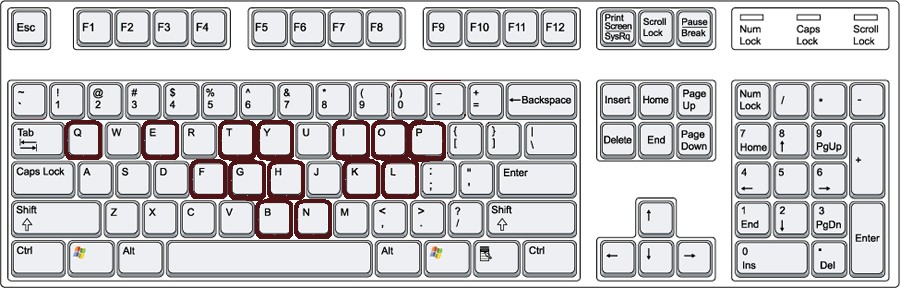 Esc F1 F2 F3 F4 F5 F6 F7 F8 F9 F10 F11 F12 Print Screen SysRq Scroll Lock Pause Break Num Lock Caps Lock Scroll Lock
~ ` ! 1 @ 2 # 3 $ 4 % 5 ^ 6 & 7 * 8 ( 9 ) 0 _ - + = ←Backspace Insert Home Page Up Num Lock / * -
Tab Q W E R T Y U I O P { [ } ] | \ Delete End Page Down 7 Home 8 ↑ 9 PgUp +
Caps Lock A S D F G H J K L : ; " ' Enter 4 ← 5 6 →
Shift Z X C V B N M < , > . ? / Shift ↑ 1 End 2 ↓ 3 PgDn Enter
Ctrl Alt Alt Ctrl ← ↓ → 0 Ins . Del